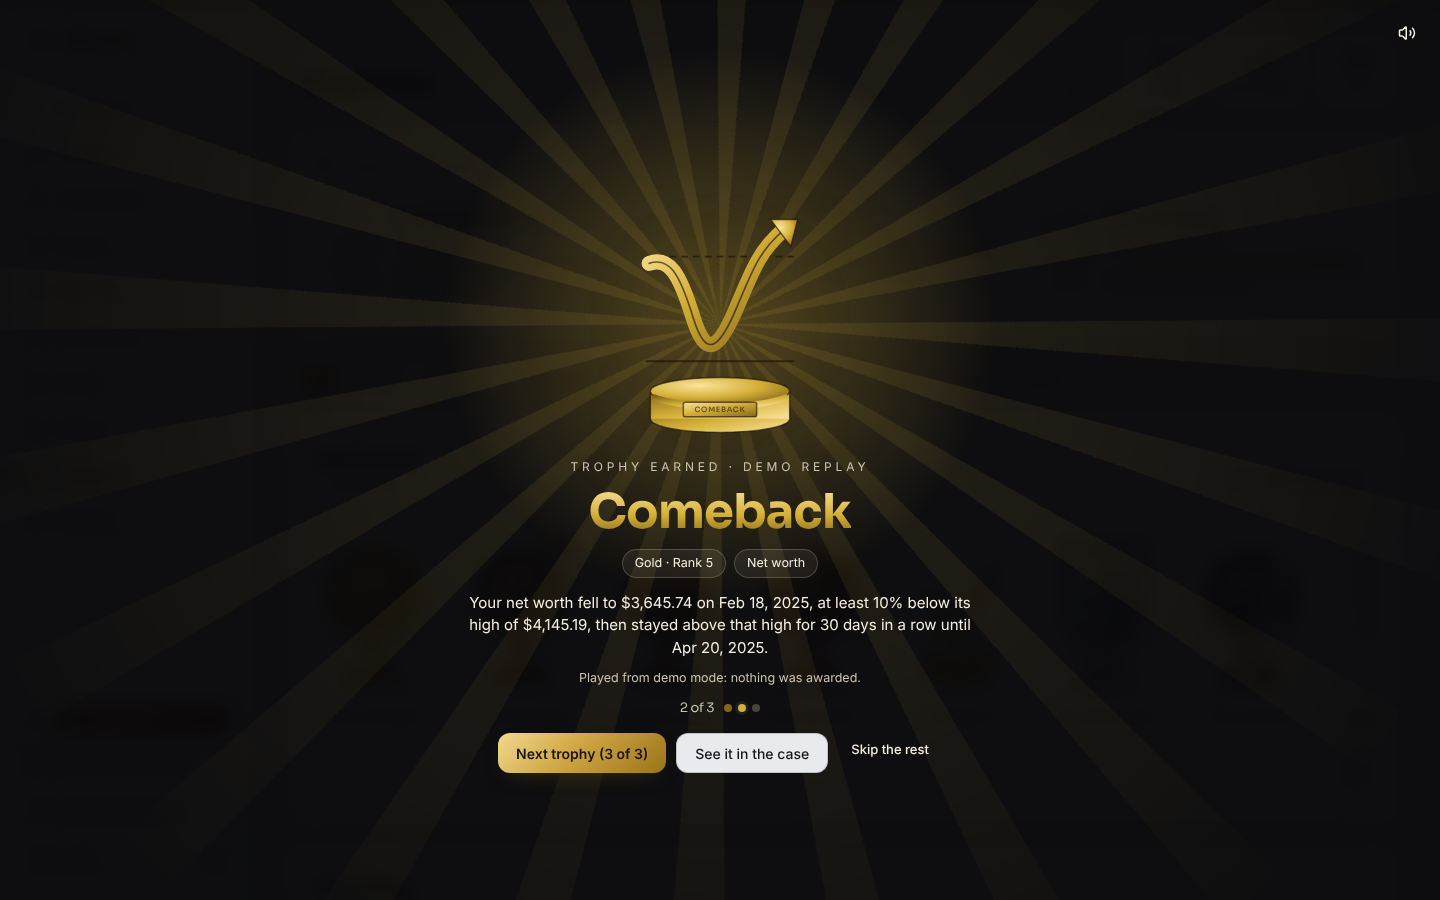 COMEBACK
TROPHY EARNED · DEMO REPLAY
Comeback
Gold · Rank 5
Net worth
Your net worth fell to $3,645.74 on Feb 18, 2025, at least 10% below its
high of $4,145.19, then stayed above that high for 30 days in a row until
Apr 20, 2025.
Played from demo mode: nothing was awarded.
2 of 3
Next trophy (3 of 3)
See it in the case
Skip the rest